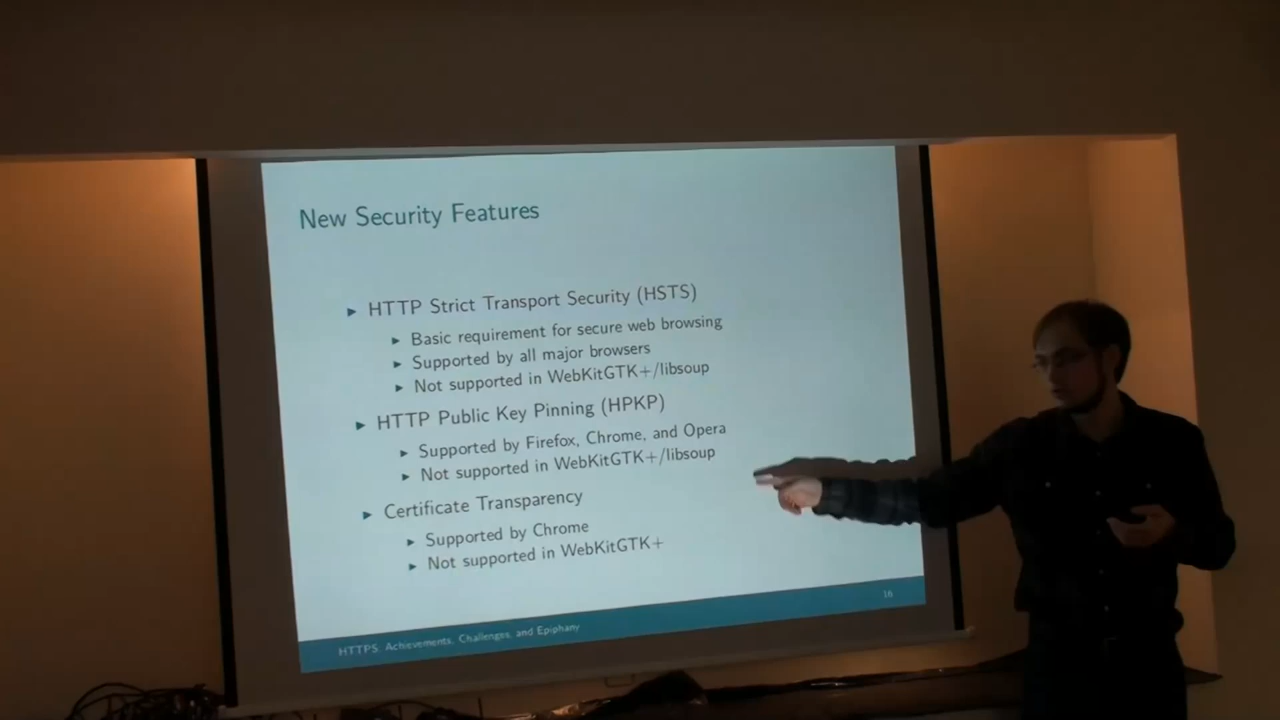 New Security Features
▸ HTTP Strict Transport Security (HSTS)
▸ Basic requirement for secure web browsing
▸ Supported by all major browsers
▸ Not supported in WebKitGTK+/libsoup
▸ HTTP Public Key Pinning (HPKP)
▸ Supported by Firefox, Chrome, and Opera
▸ Not supported in WebKitGTK+/libsoup
▸ Certificate Transparency
▸ Supported by Chrome
▸ Not supported in WebKitGTK+
16
HTTPS: Achievements, Challenges, and Epiphany